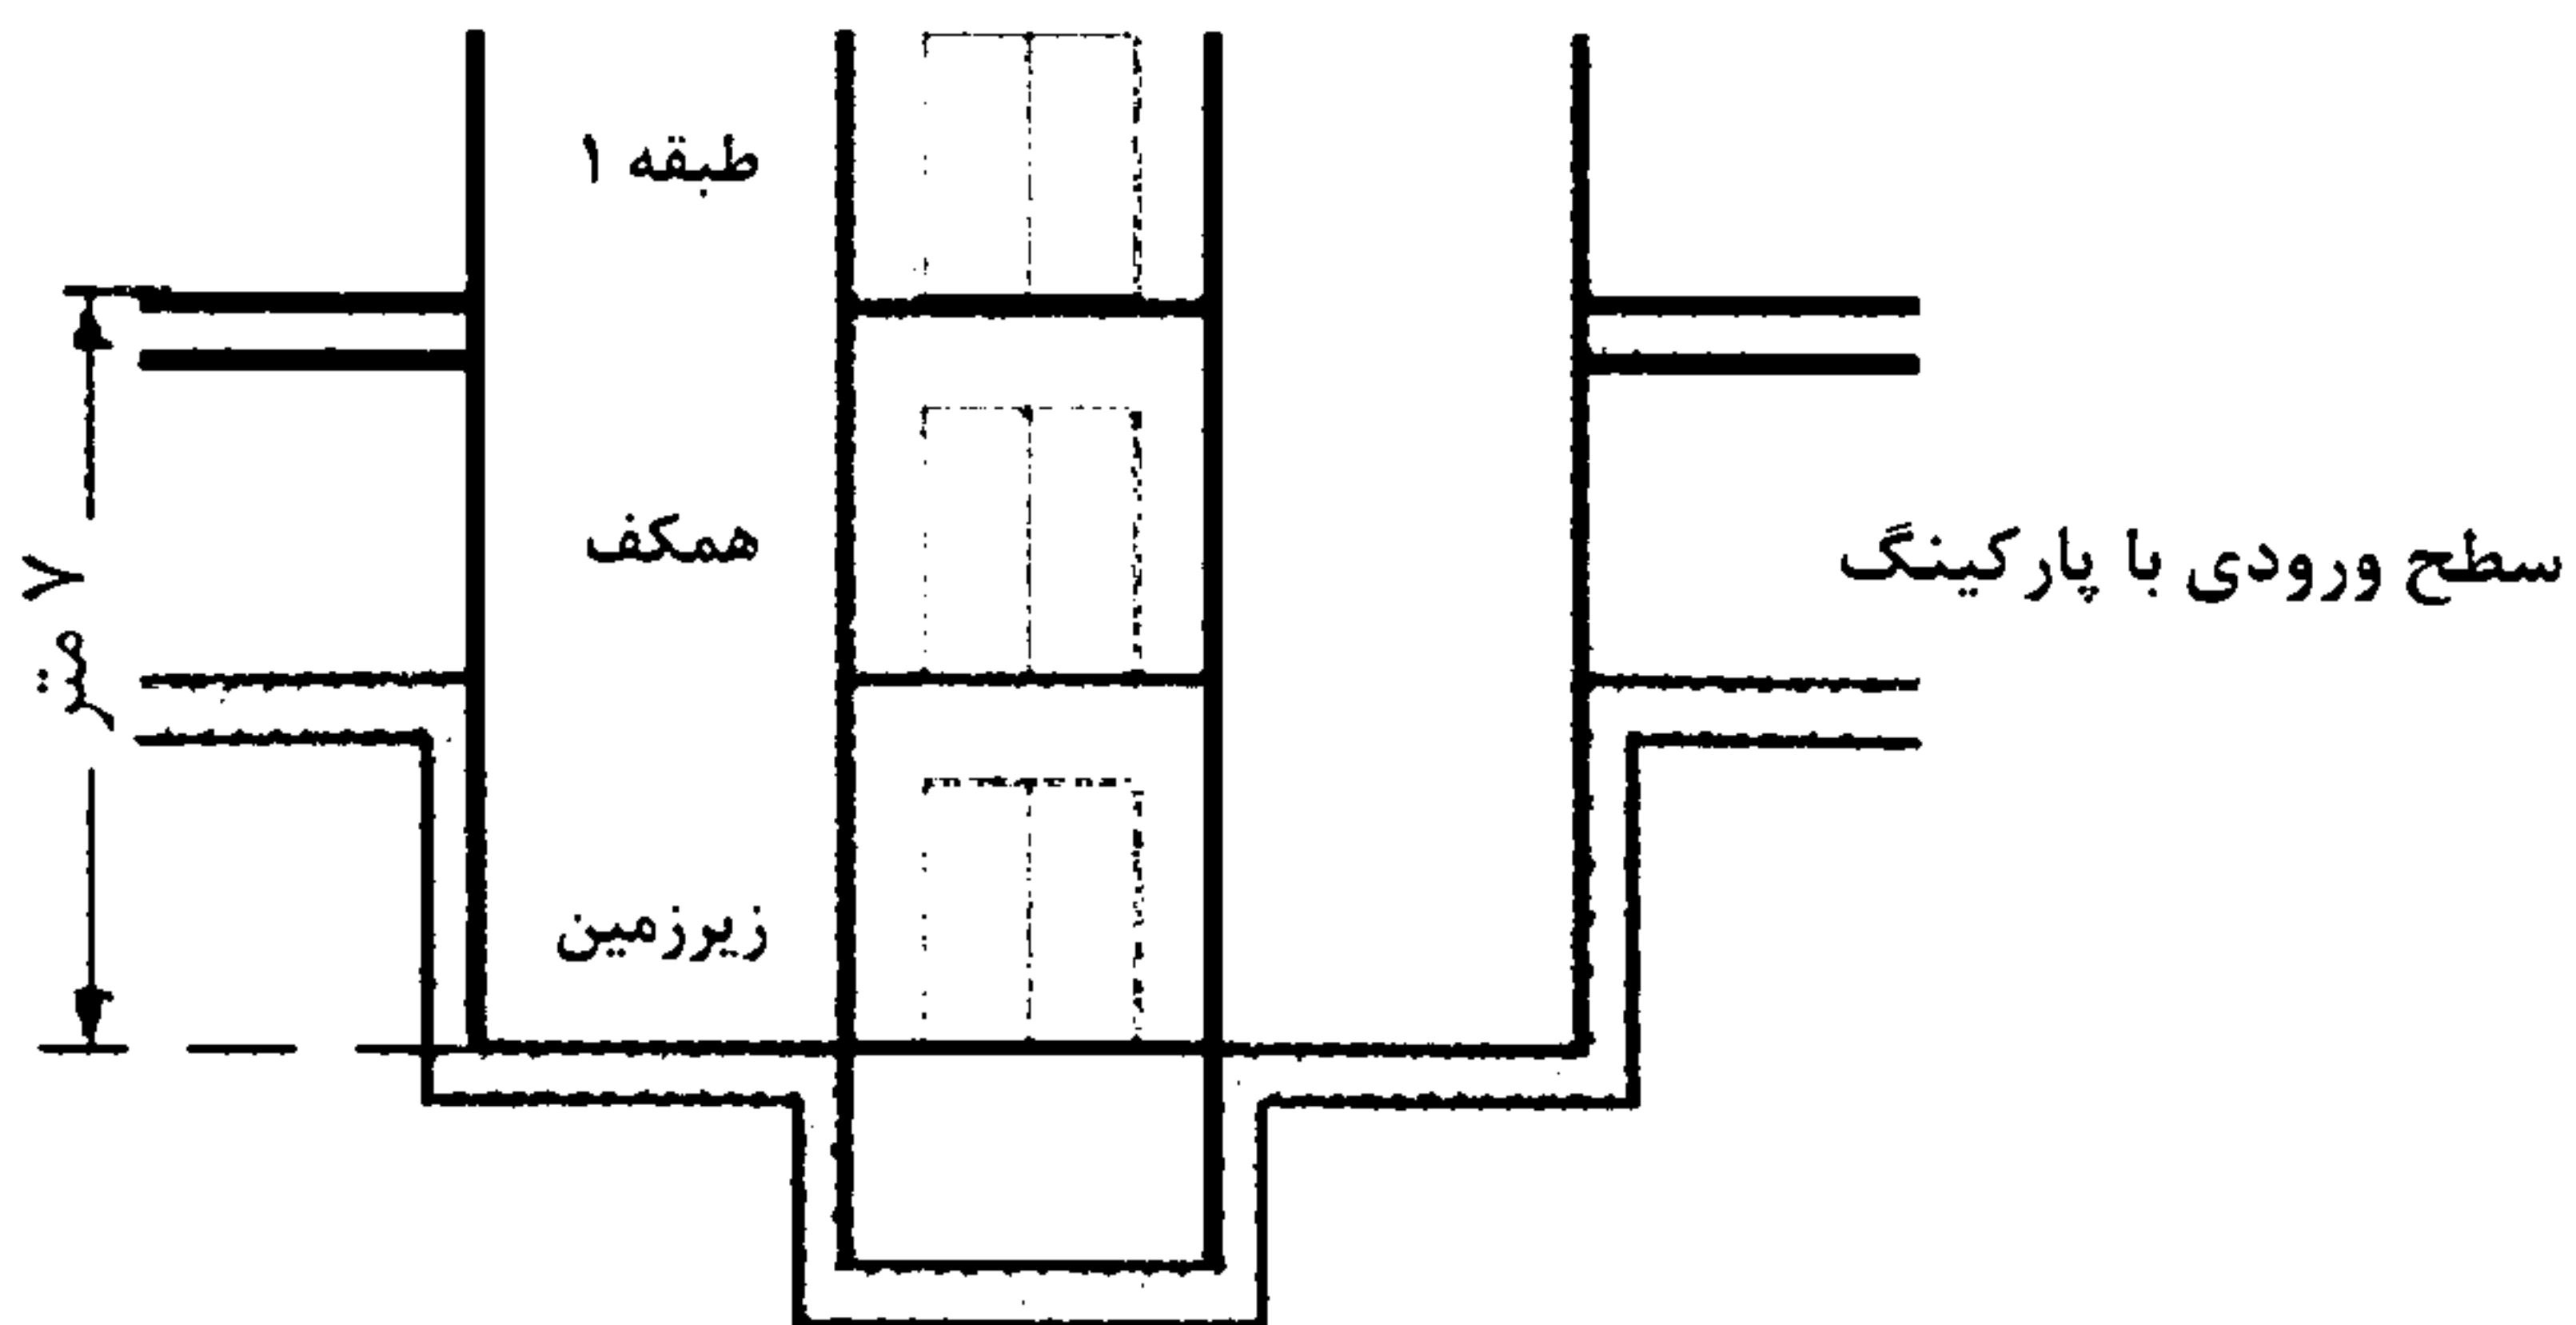 طبقه ۱
همکف
سطح ورودی با پارکینگ
زیرزمین
۷ متر